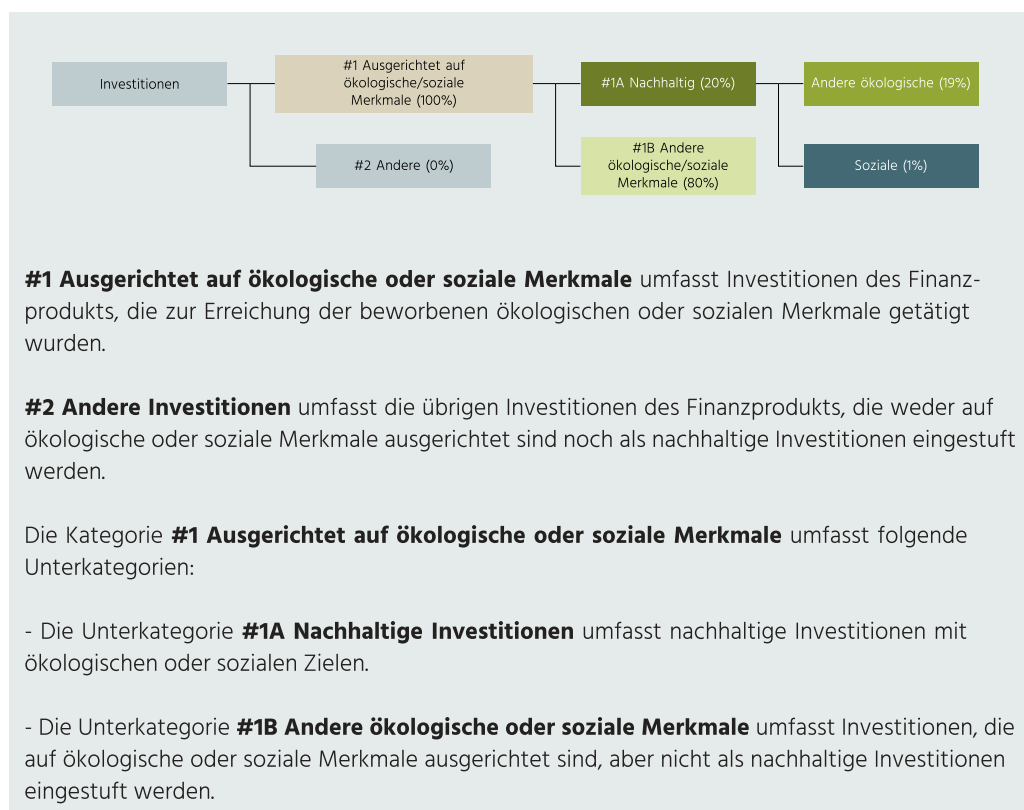 Investitionen
#1 Ausgerichtet auf
ökologische/soziale
Merkmale (100%)
#1A Nachhaltig (20%)
Andere ökologische (19%)
#2 Andere (0%)
#1B Andere
ökologische/soziale
Merkmale (80%)
Soziale (1%)
#1 Ausgerichtet auf ökologische oder soziale Merkmale umfasst Investitionen des Finanz-
produkts, die zur Erreichung der beworbenen ökologischen oder sozialen Merkmale getätigt
wurden.
#2 Andere Investitionen umfasst die übrigen Investitionen des Finanzprodukts, die weder auf
ökologische oder soziale Merkmale ausgerichtet sind noch als nachhaltige Investitionen eingestuft
werden.
Die Kategorie #1 Ausgerichtet auf ökologische oder soziale Merkmale umfasst folgende
Unterkategorien:
- Die Unterkategorie #1A Nachhaltige Investitionen umfasst nachhaltige Investitionen mit
ökologischen oder sozialen Zielen.
- Die Unterkategorie #1B Andere ökologische oder soziale Merkmale umfasst Investitionen, die
auf ökologische oder soziale Merkmale ausgerichtet sind, aber nicht als nachhaltige Investitionen
eingestuft werden.